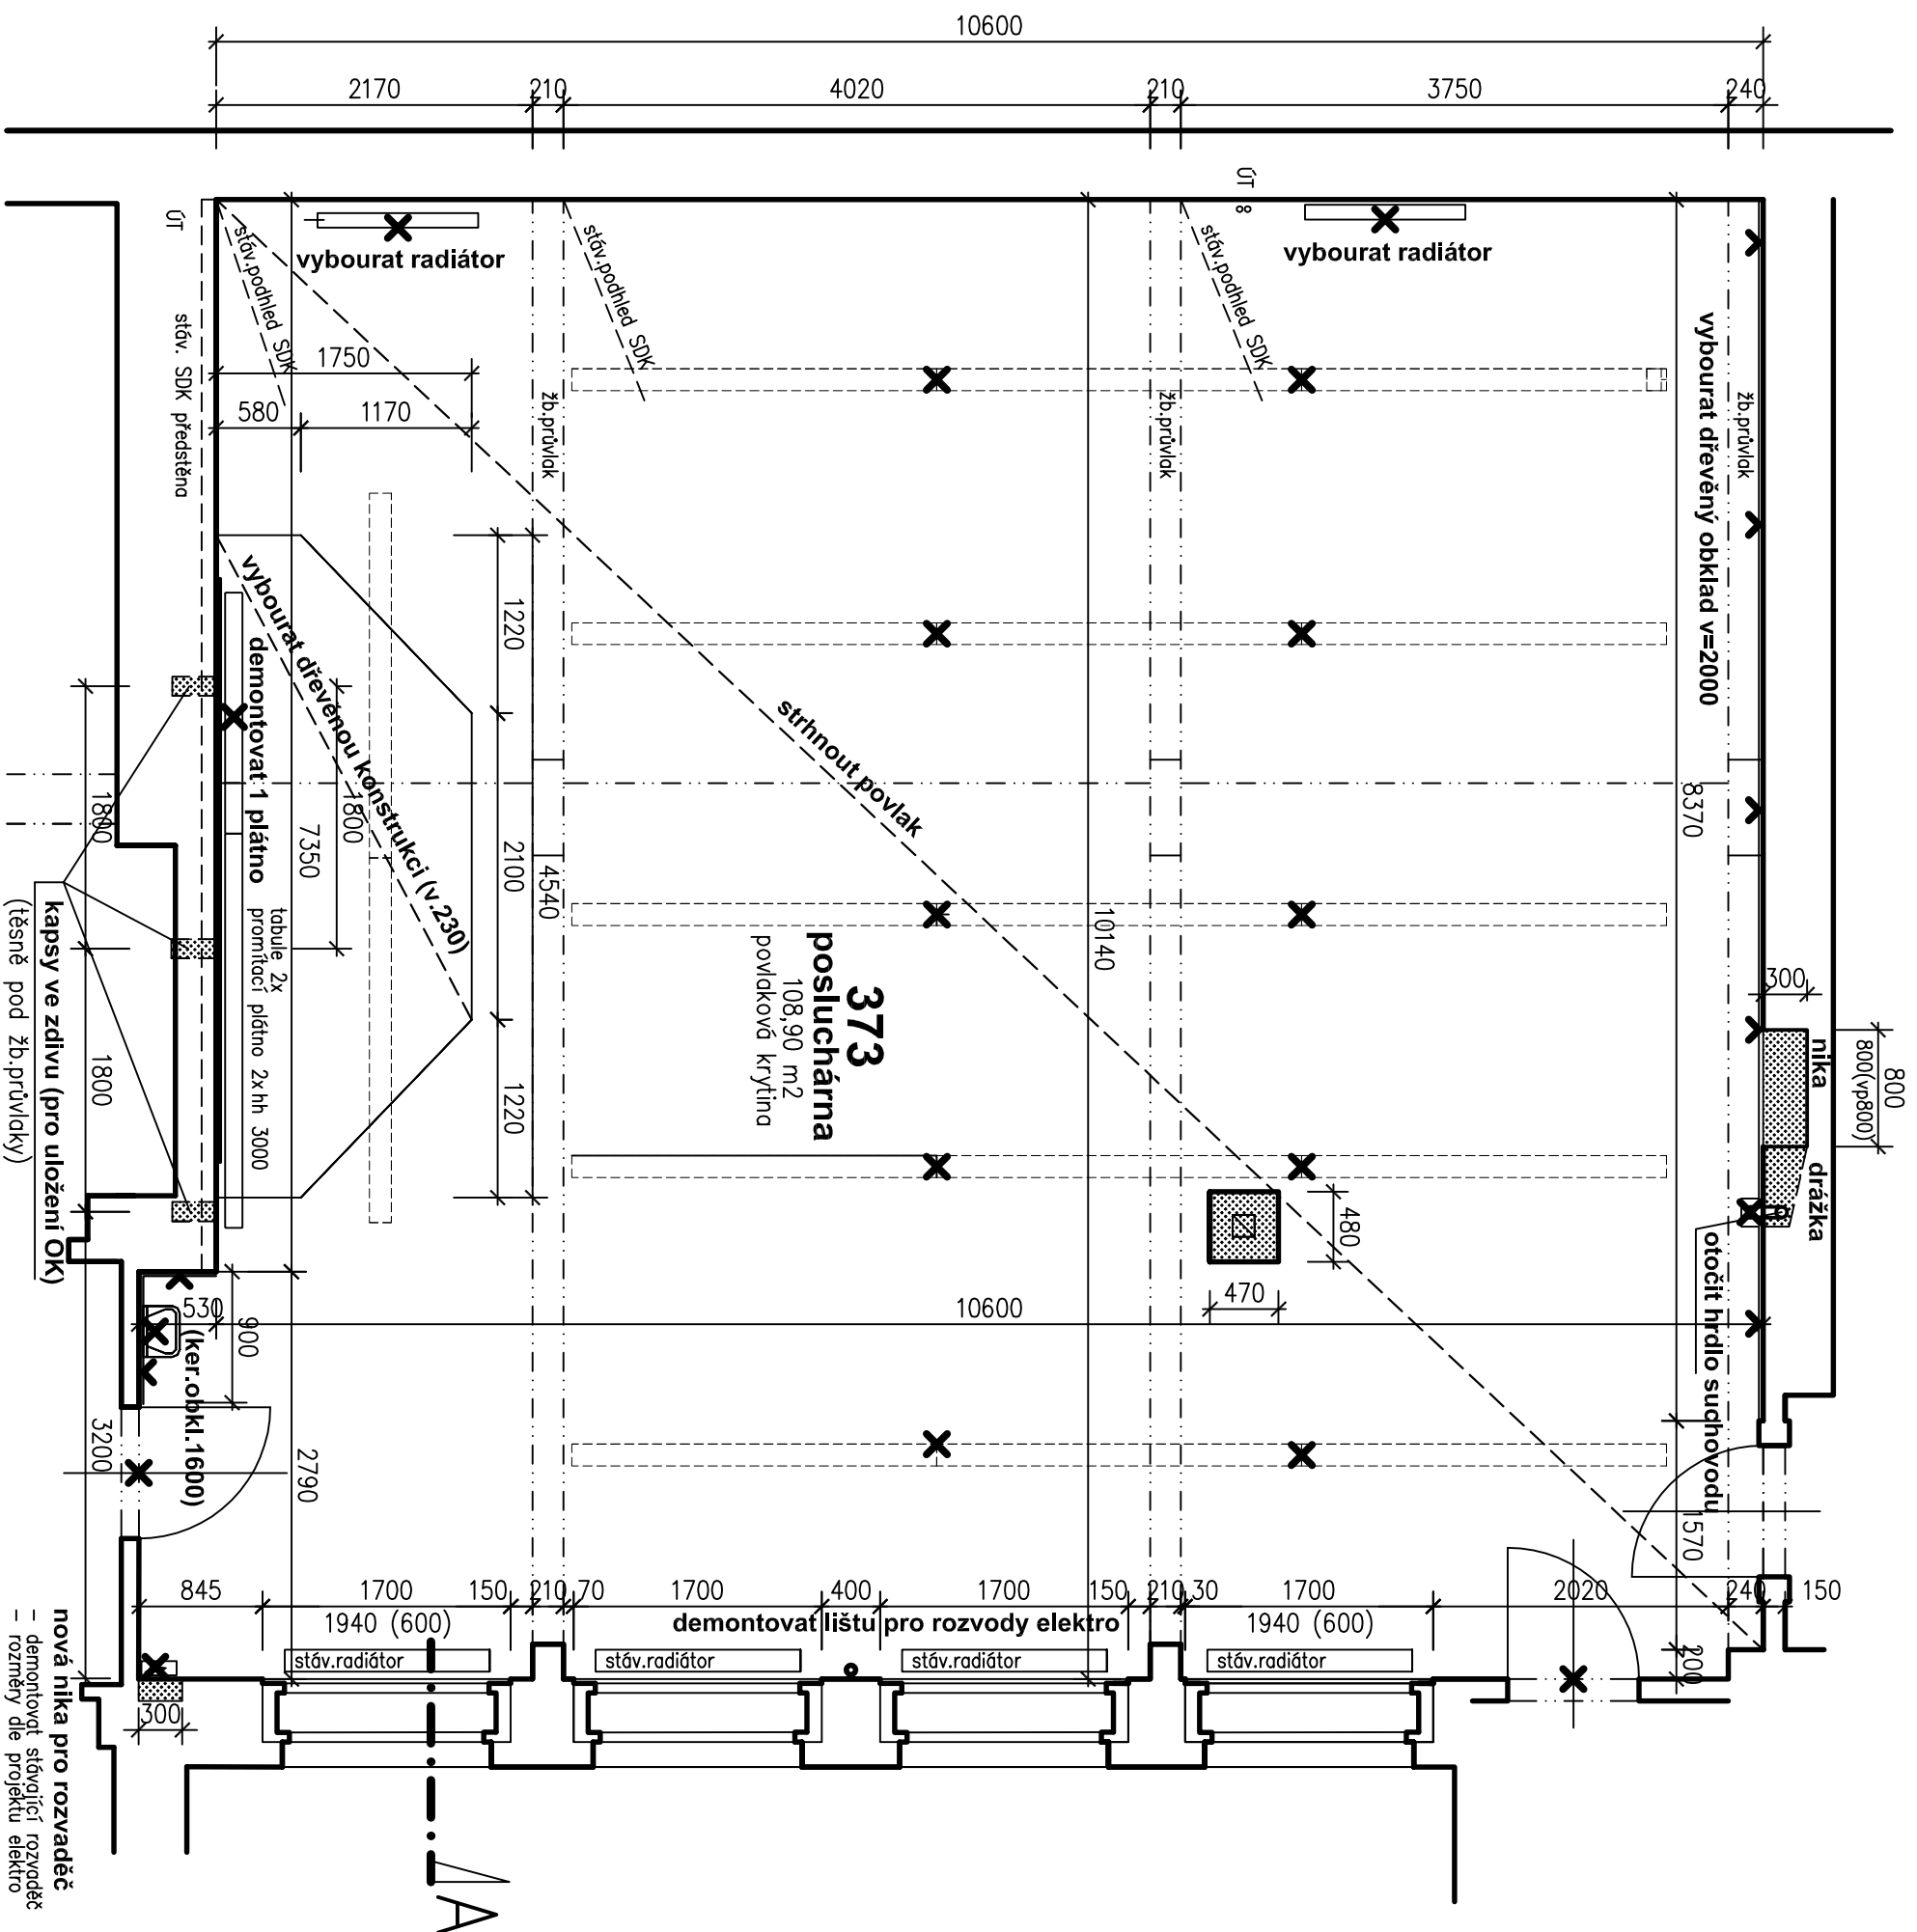 10600
2170
210
4020
210
3750
240
ÚT
ÚT 8
vybourat radiátor
vybourat radiátor
stáv.podhled SDK
stáv.podhled SDK
stáv.podhled SDK
stáv. SDK předstěna
1750
580
1170
žb.průvlak
žb.průvlak
žb.průvlak
vybourat dřevěný obklad v=2000
vybourat dřevěnou konstrukci (v.230)
demontovat 1 plátno
tabule 2x
promítací plátno 2xhh 3000
1220
2100
1220
4540
1800
7350
1800
1800
strhnout povlak
8370
10140
373
posluchárna
108,90 m2
povlaková krytina
300
800
800(vp800)
nika
drážka
otočit hrdlo suchovodu
480
470
10600
530
900
(ker.obkl.1600)
kapsy ve zdivu (pro uložení OK)
(těsně pod žb.průvlaky)
3200
2790
1570
845
1700
150
210
70
1700
400
1700
150
210
30
1700
2020
240
150
1940 (600)
demontovat lištu pro rozvody elektro
1940 (600)
200
stáv.radiátor
stáv.radiátor
stáv.radiátor
stáv.radiátor
300
nová nika pro rozvaděč
– demontovat stávající rozvaděč
– rozměry dle projektu elektro
A